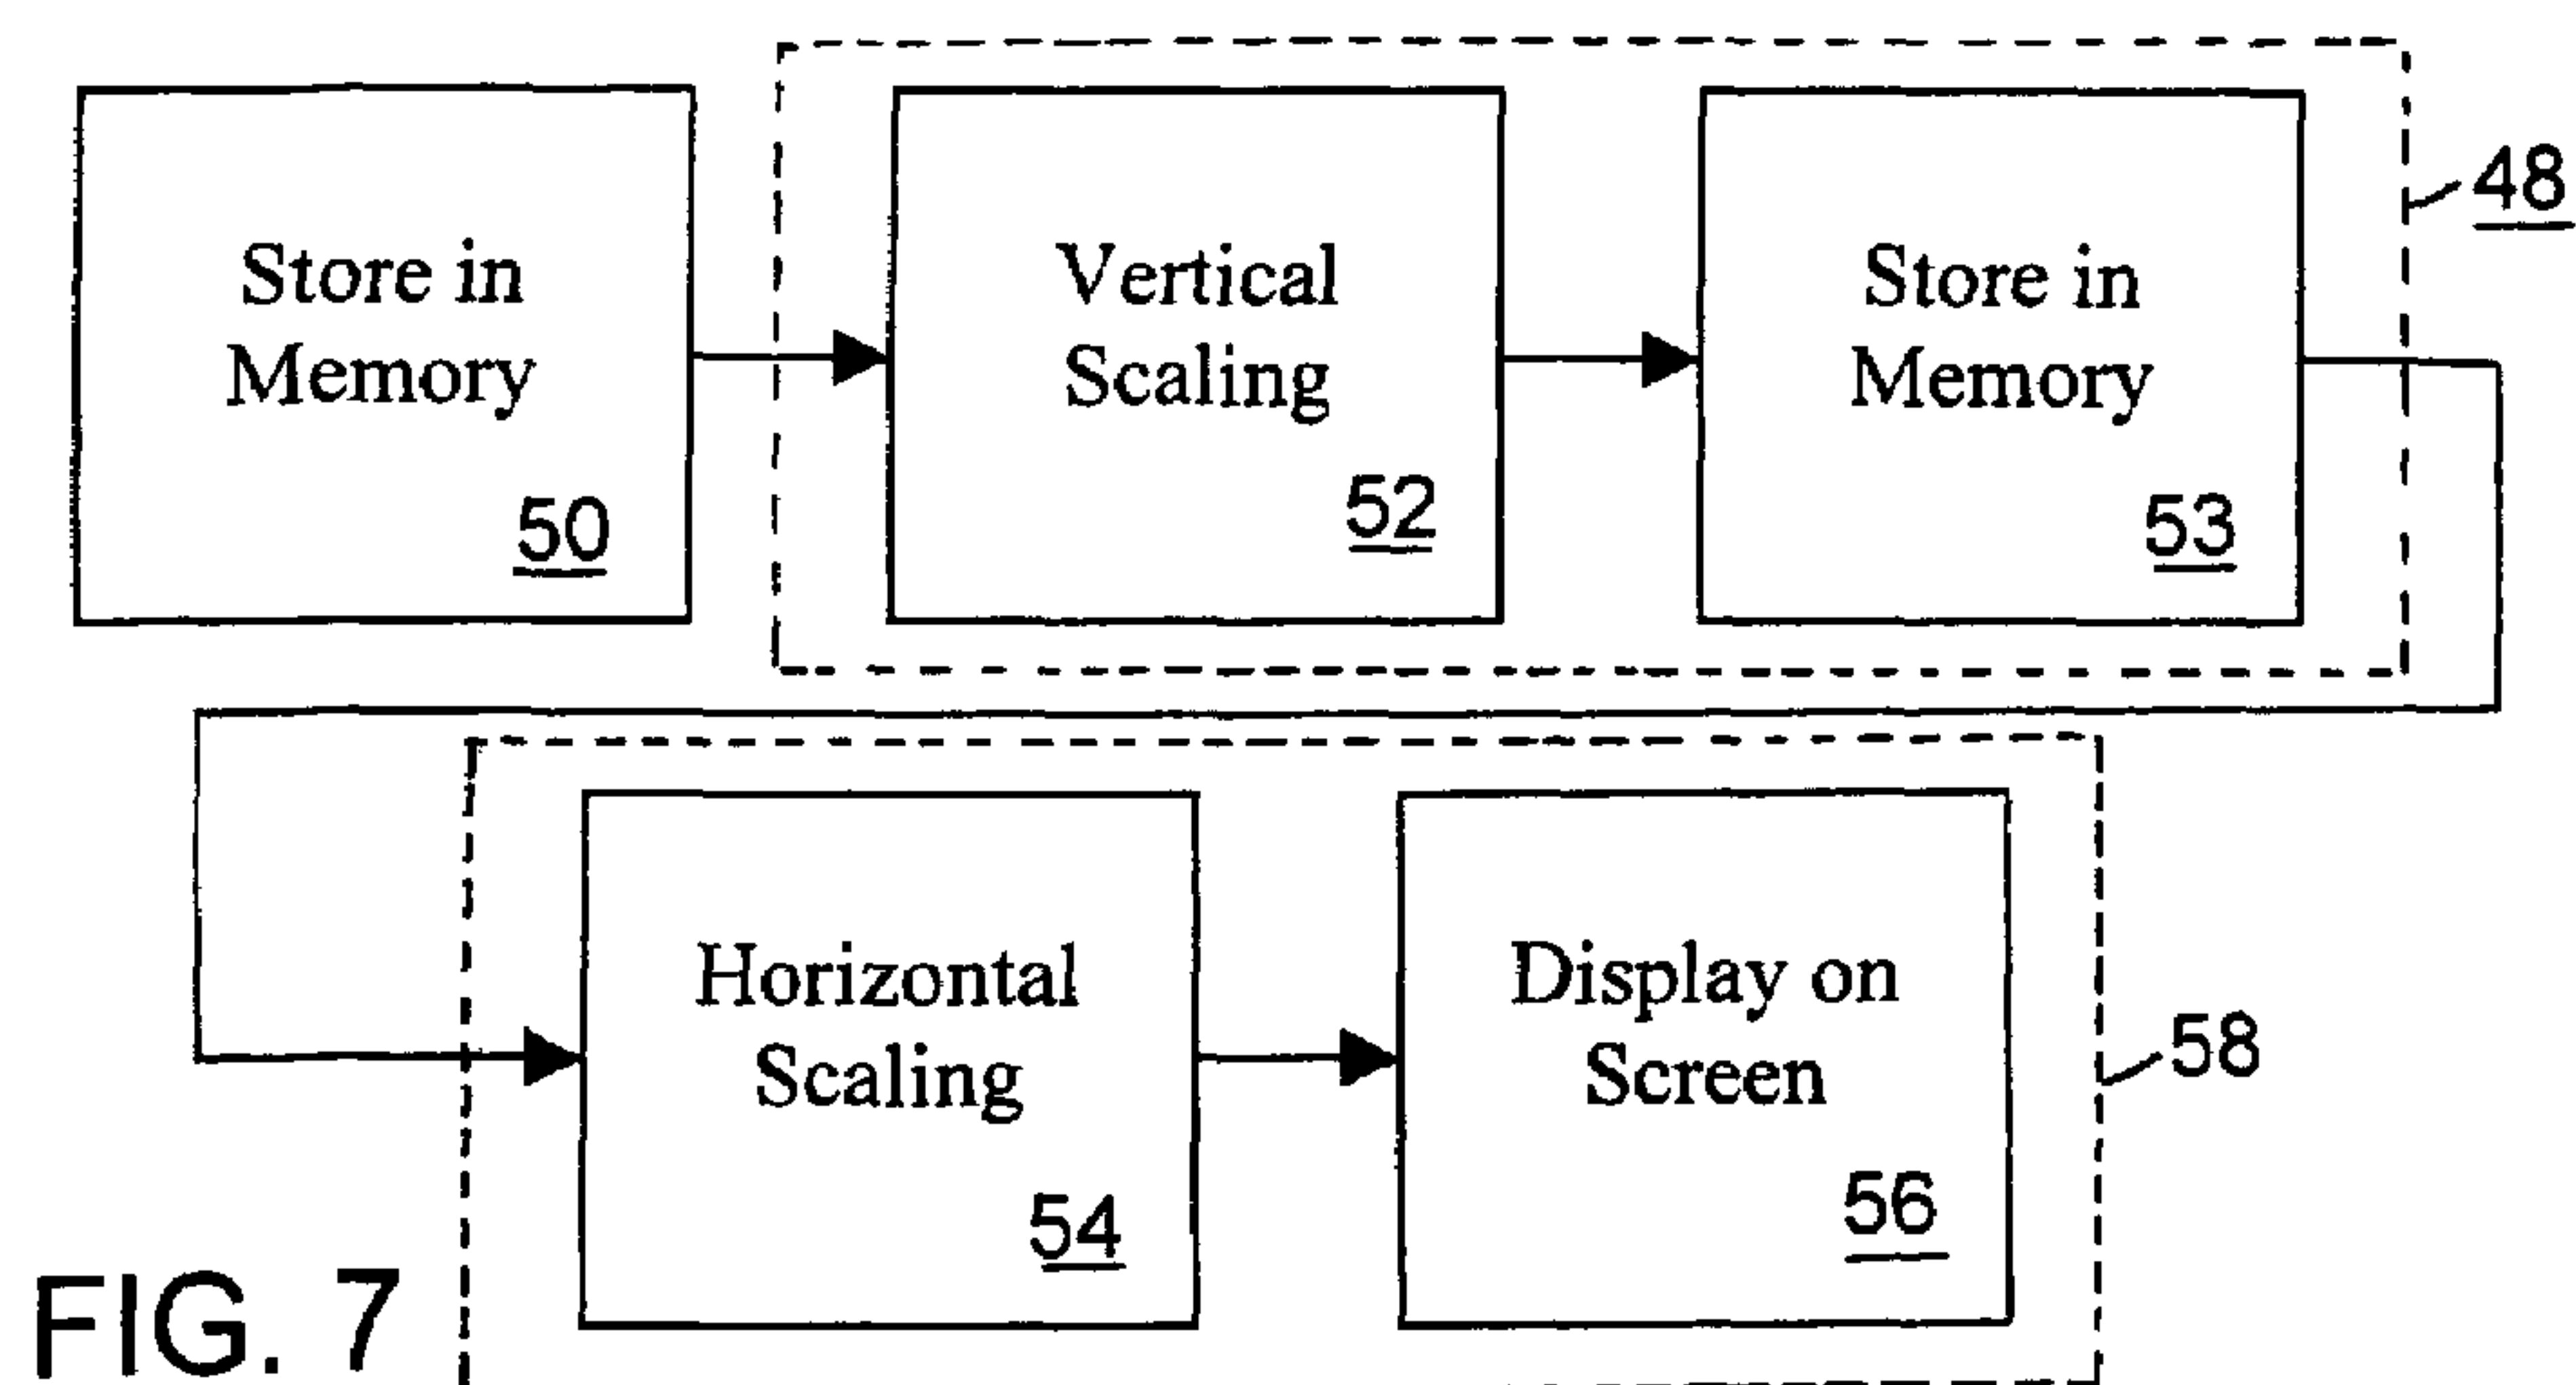 Store in
Memory
50
Vertical
Scaling
52
Store in
Memory
53
48
Horizontal
Scaling
54
Display on
Screen
56
58
FIG. 7